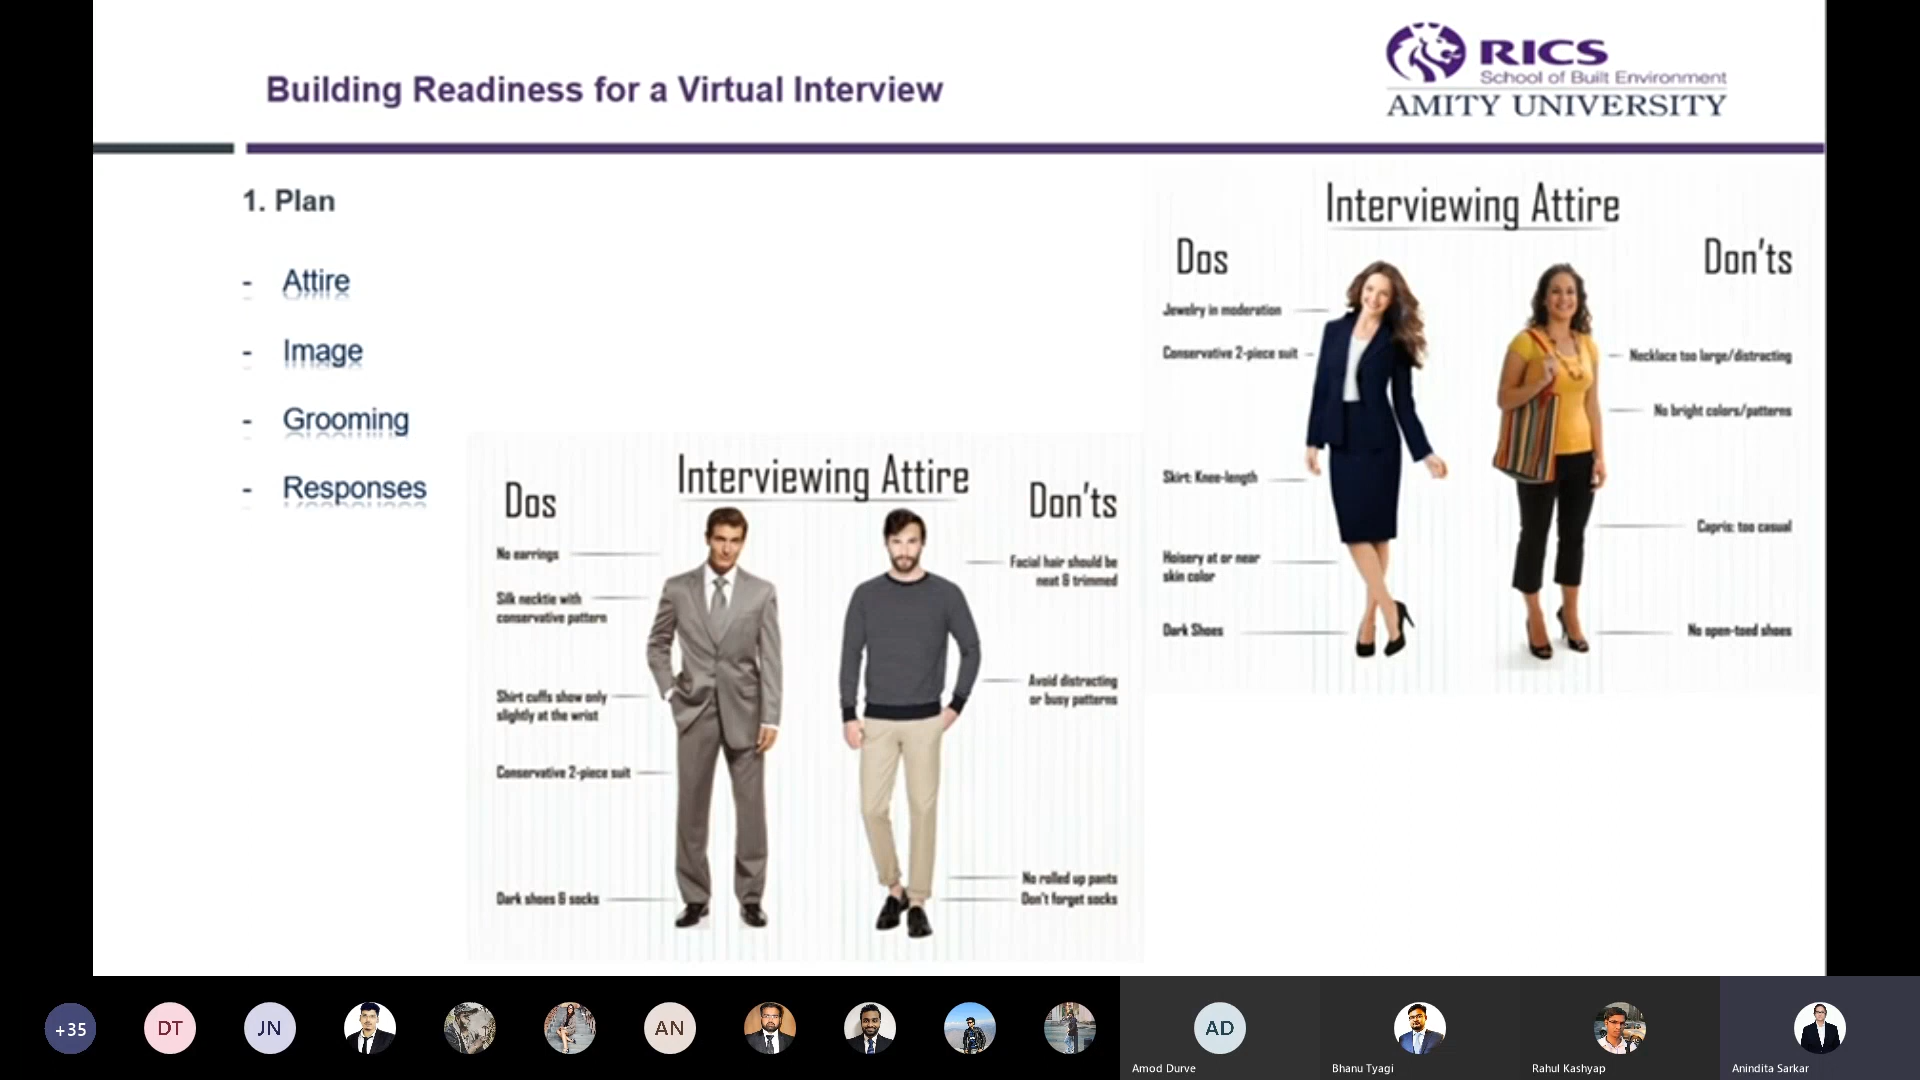 Building Readiness for a Virtual Interview
RICS
School of Built Environment
AMITY UNIVERSITY
1. Plan
- Attire
- Image
- Grooming
- Responses
Interviewing Attire
Dos
Don'ts
No earrings
Silk necktie with
conservative pattern
Shirt cuffs show only
slightly at the wrist
Conservative 2-piece suit
Dark shoes & socks
Facial hair should be
neat & trimmed
Avoid distracting
or busy patterns
No rolled up pants
Don't forget socks
Interviewing Attire
Dos
Don'ts
Jewelry in moderation
Conservative 2-piece suit
Skirt: Knee-length
Hoisery at or near
skin color
Dark Shoes
Necklace too large/distracting
No bright colors/patterns
Capris: too casual
No open-toed shoes
+35
DT
JN
AN
AD
Amod Durve
Bhanu Tyagi
Rahul Kashyap
Anindita Sarkar